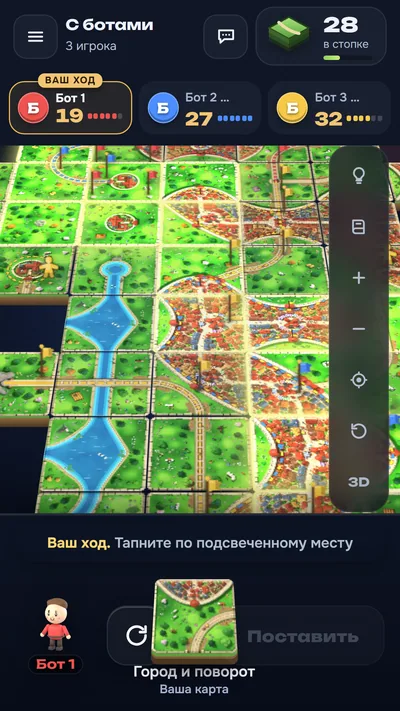 С ботами
3 игрока
28
в стопке
ВАШ ХОД
Б
Бот 1
19
Б
Бот 2 ...
27
Б
Бот 3 ...
32
3D
Ваш ход. Тапните по подсвеченному месту
Бот 1
Поставить
Город и поворот
Ваша карта